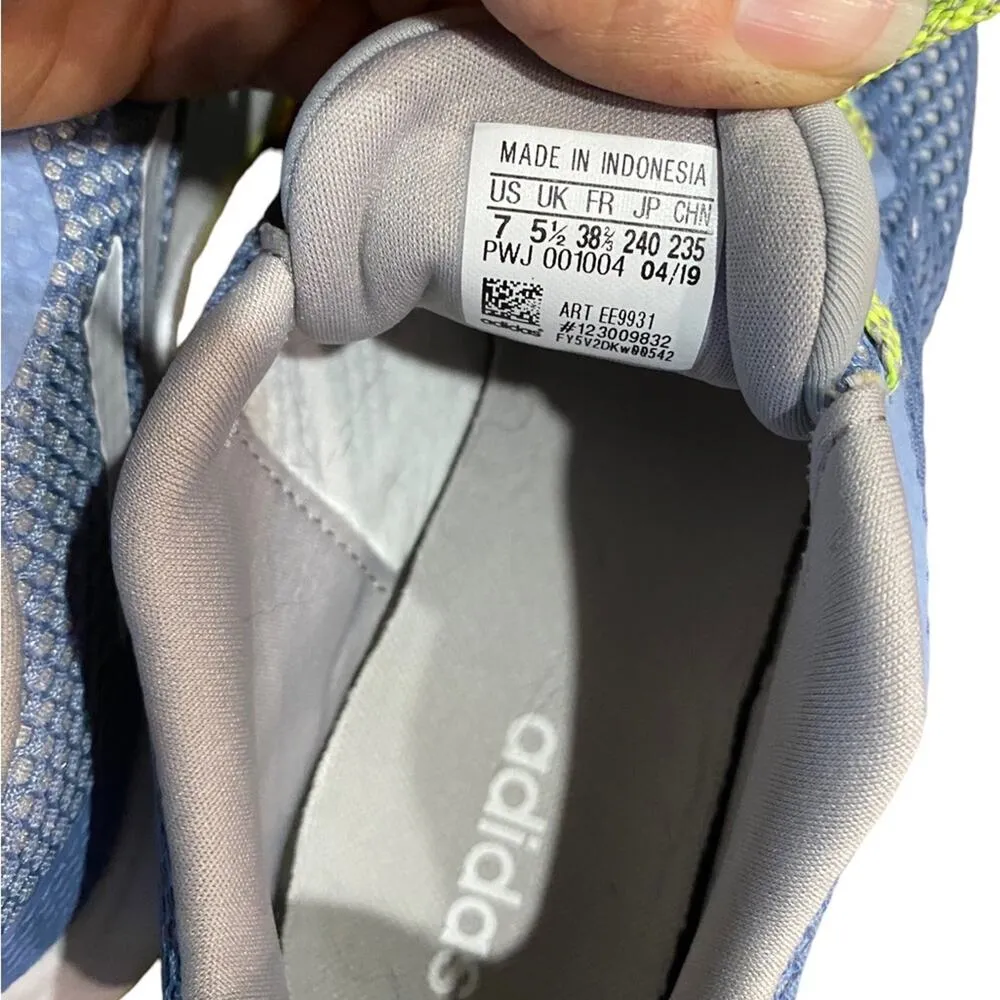 MADE IN INDONESIA
US UK FR JP CHN
7 5½ 38⅔ 240 235
PWJ 001004 04/19
adidas
ART EE9931
#123009832
FY5V2DKw00542
adidas